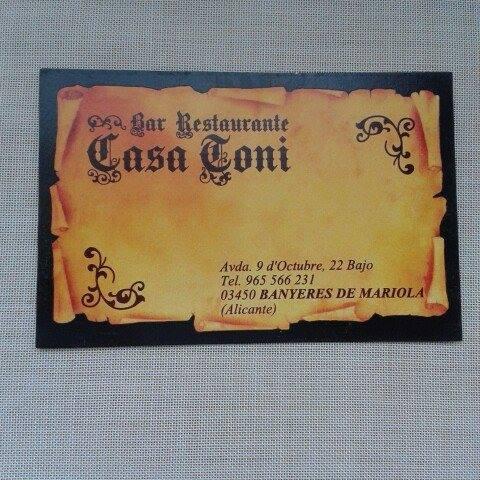 Bar Restaurante
Casa Toni
Avda. 9 d'Octubre, 22 Bajo
Tel. 965 566 231
03450 BANYERES DE MARIOLA
(Alicante)